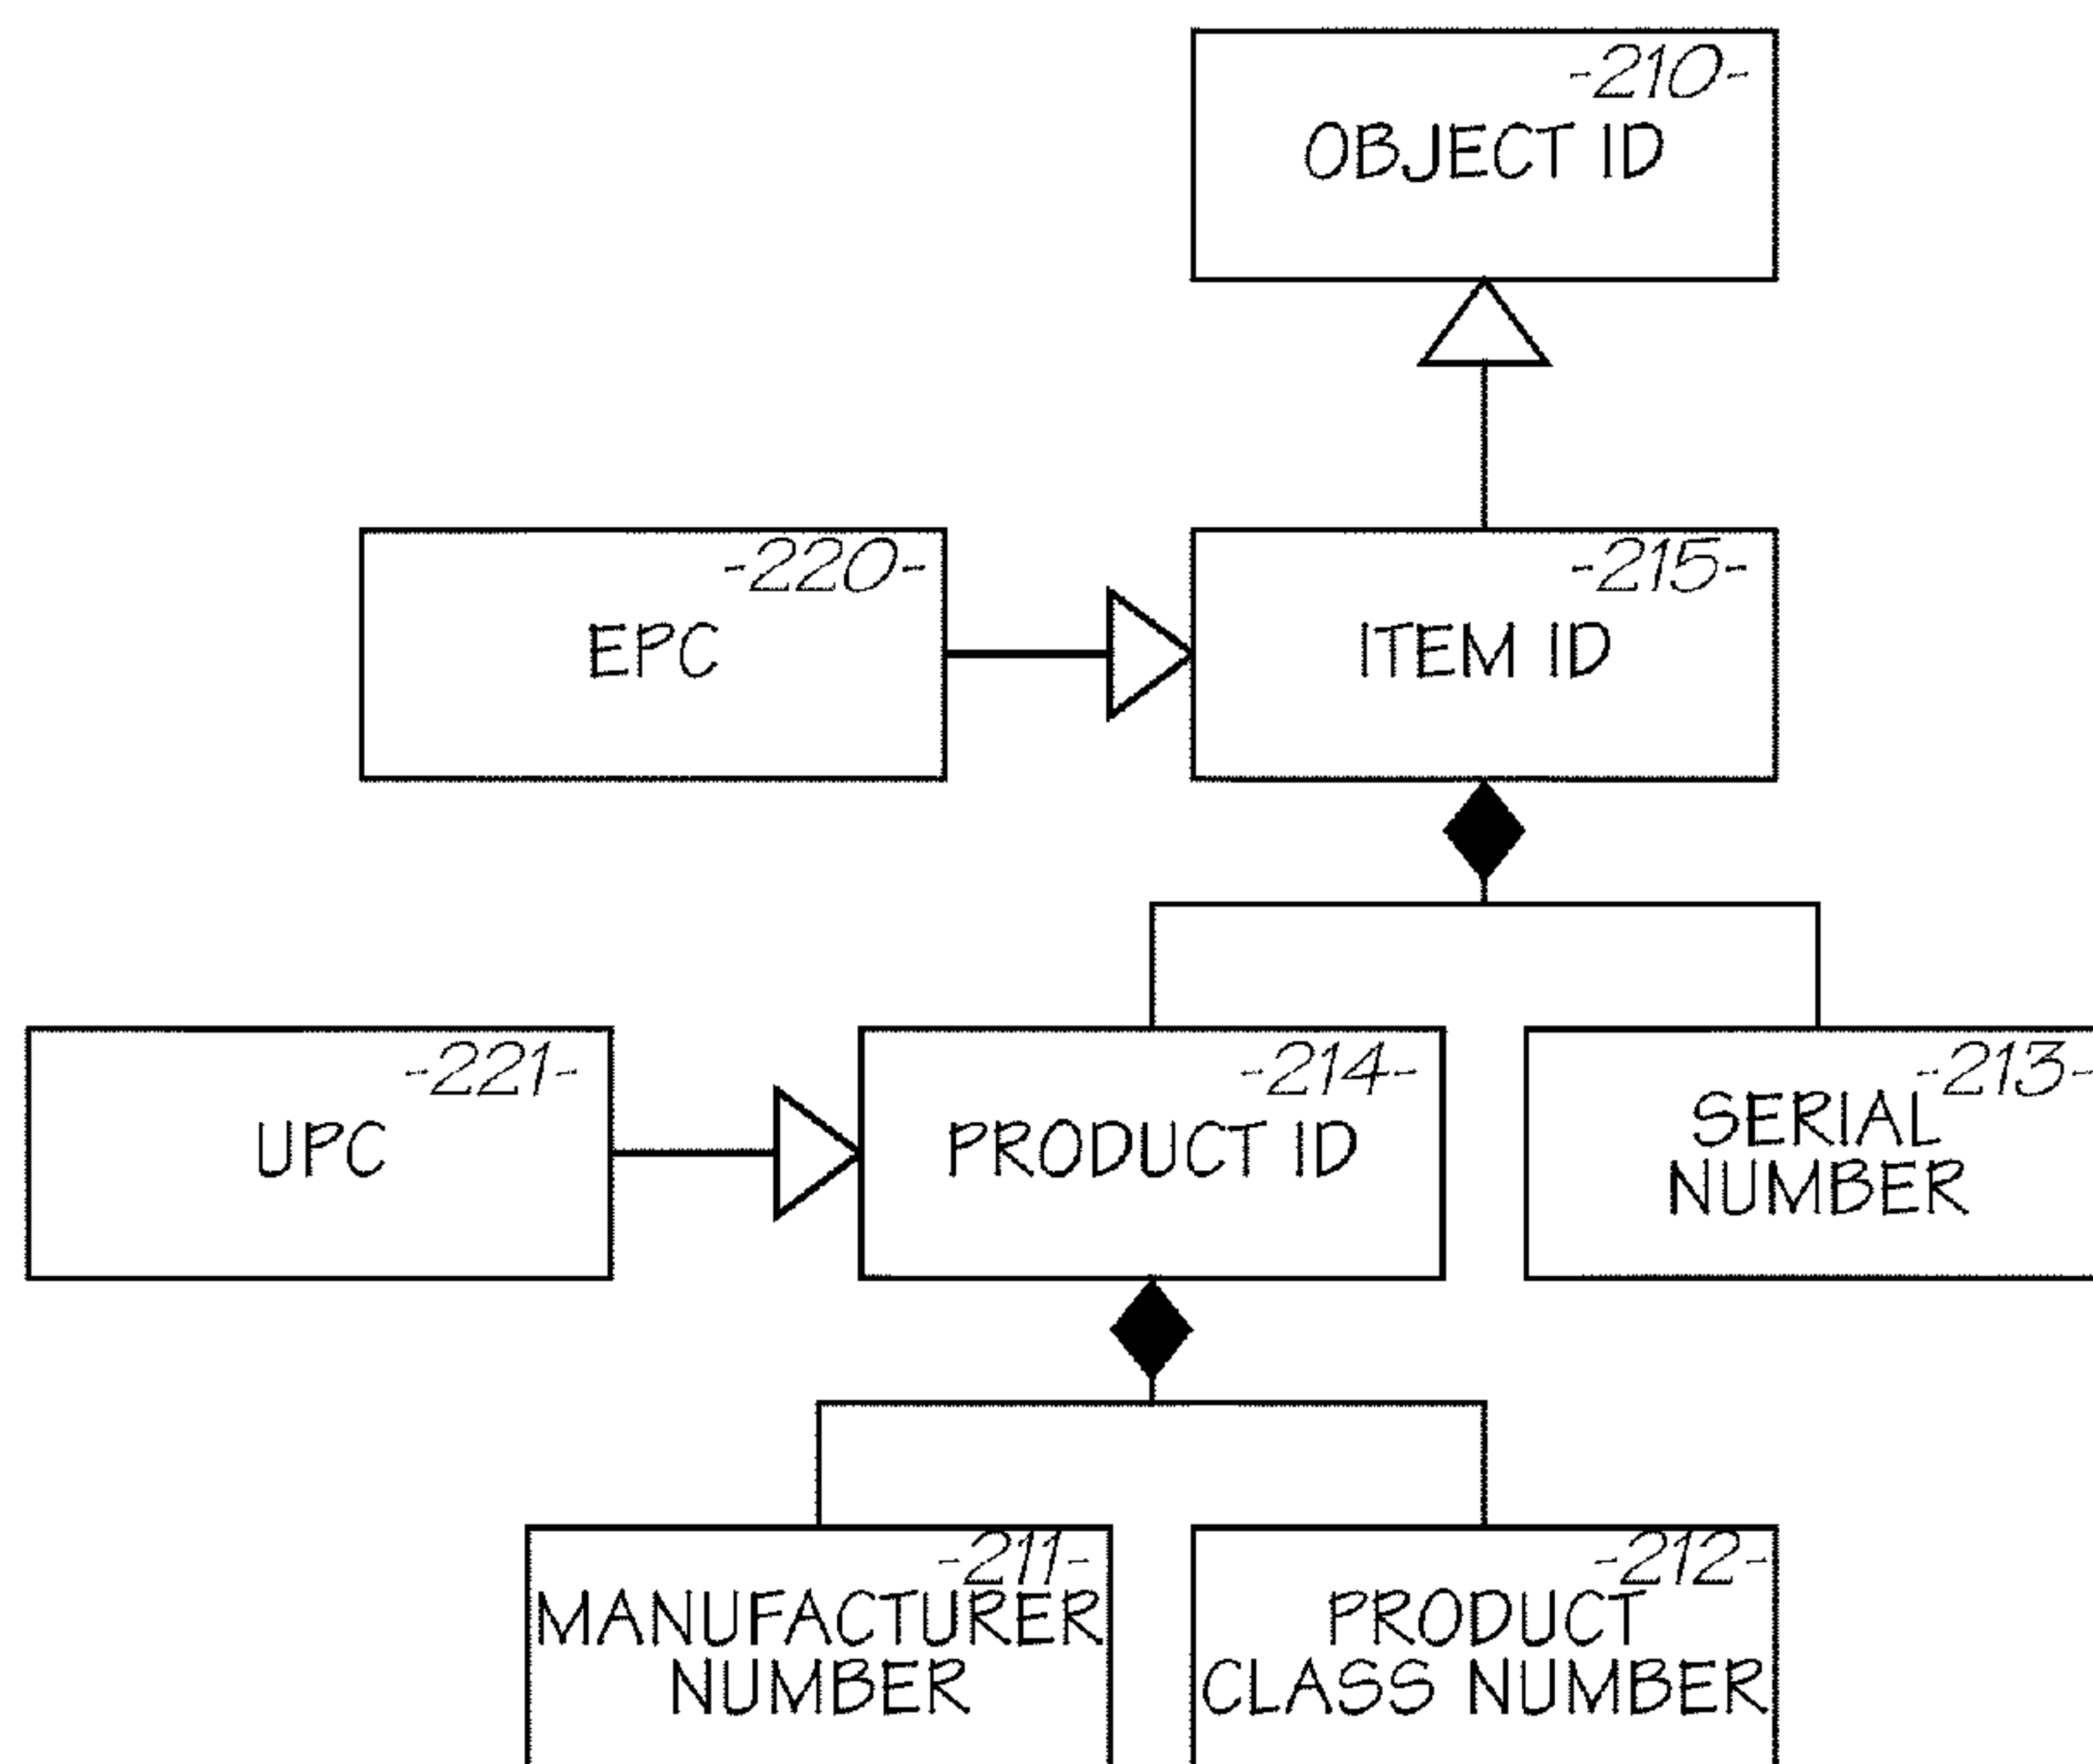 -210-
OBJECT ID
-220-
EPC
-215-
ITEM ID
-221-
UPC
-214-
PRODUCT ID
-213-
SERIAL
NUMBER
-211-
MANUFACTURER
NUMBER
-212-
PRODUCT
CLASS NUMBER